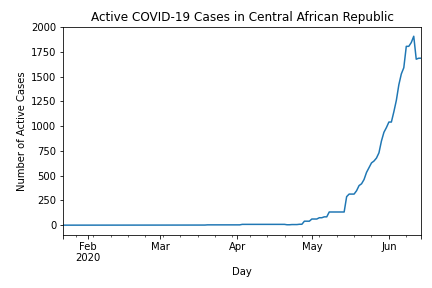 Active COVID-19 Cases in Central African Republic
Number of Active Cases
2000
1750
1500
1250
1000
750
500
250
0
Feb Mar Apr May Jun
2020
Day